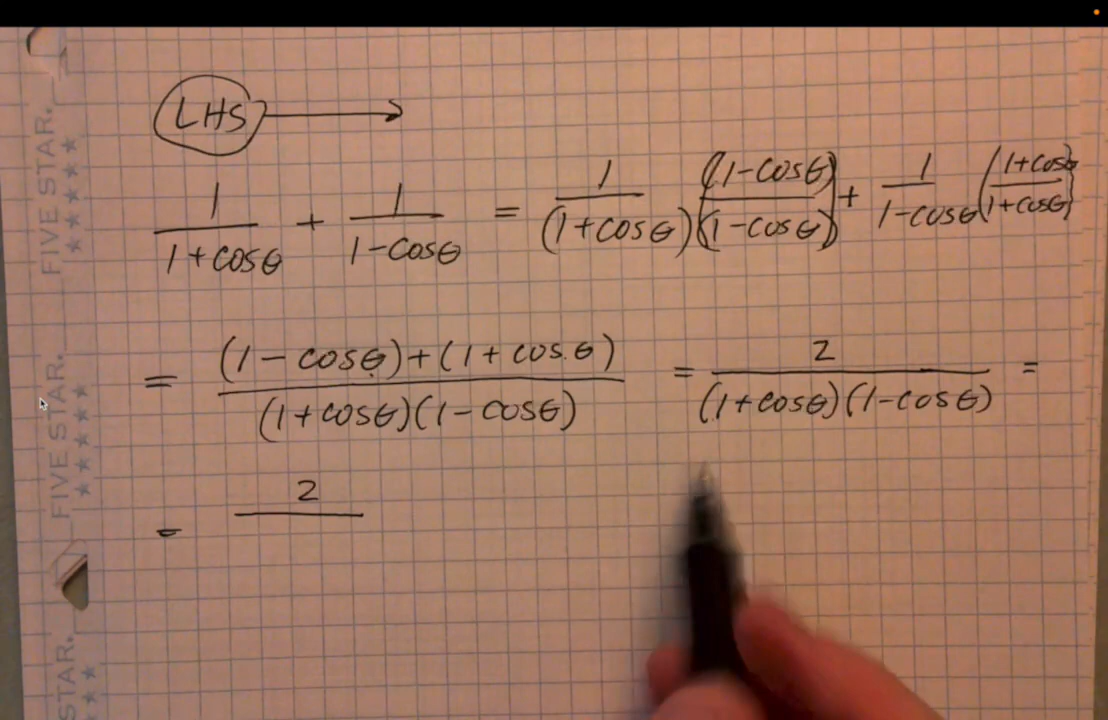 LHS →
1/(1+cosθ) + 1/(1-cosθ) = 1/(1+cosθ) (1-cosθ)/(1-cosθ) + 1/(1-cosθ) (1+cosθ)/(1+cosθ)
= ((1-cosθ)+(1+cosθ))/((1+cosθ)(1-cosθ)) = 2/((1+cosθ)(1-cosθ)) =
= 2
FIVE STAR.
FIVE STAR.
STAR.